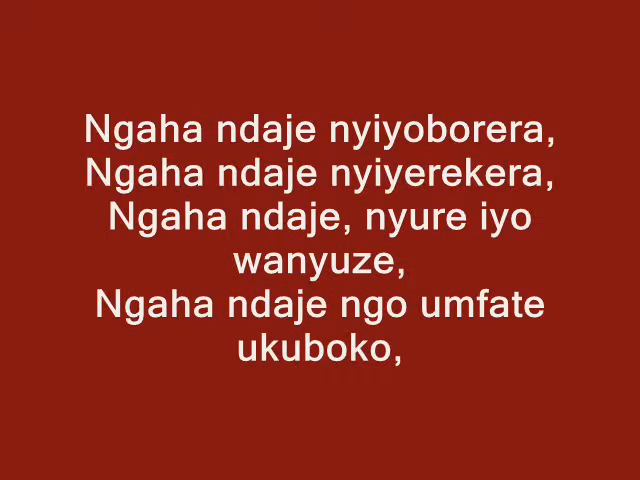 Ngaha ndaje nyiyoborera,
Ngaha ndaje nyiyerekera,
Ngaha ndaje, nyure iyo
wanyuze,
Ngaha ndaje ngo umfate
ukuboko,